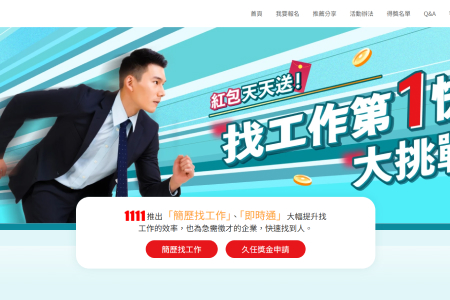 首頁 我要報名 推薦分享 活動辦法 得獎名單 Q&A
紅包天天送！
找工作第1快
大挑戰
1111推出「簡歷找工作」、「即時通」大幅提升找
工作的效率，也為急需徵才的企業，快速找到人。
簡歷找工作 久任獎金申請